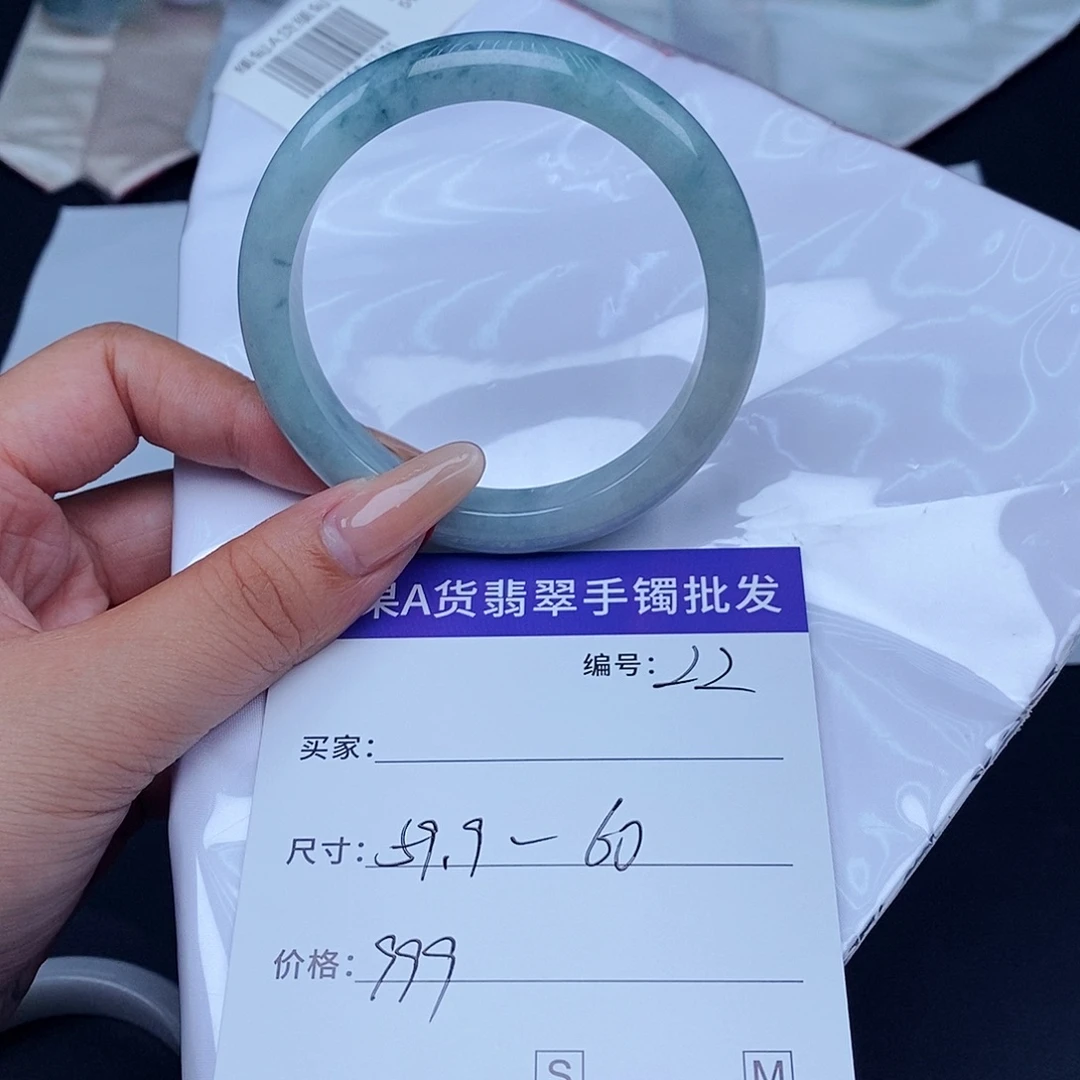 果A货翡翠手镯批发
编号：22
买家：
尺寸：59.9－60
价格：999
S M